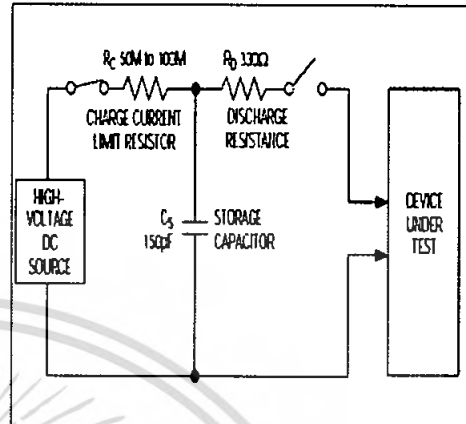 R_C 50M to 100M
CHARGE CURRENT
LIMIT RESISTOR
R_D 330Ω
DISCHARGE
RESISTANCE
HIGH-
VOLTAGE
DC
SOURCE
C_S
150pF
STORAGE
CAPACITOR
DEVICE
UNDER
TEST